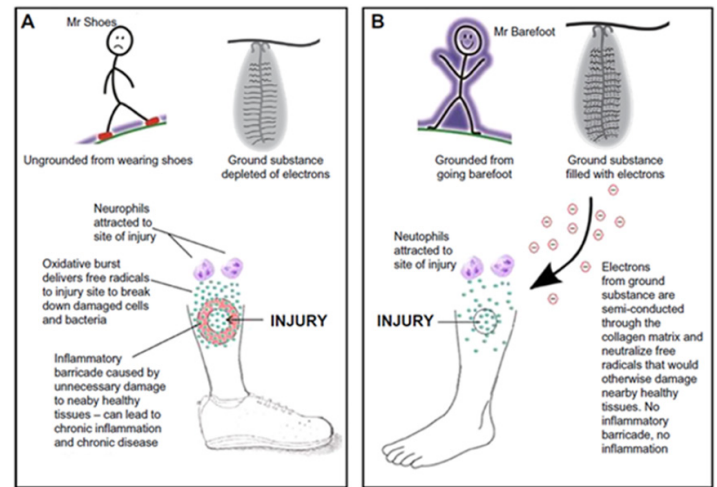 A
Mr Shoes
Ungrounded from wearing shoes
Ground substance
depleted of electrons
Neurophils
attracted to
site of injury
Oxidative burst
delivers free radicals
to injury site to break
down damaged cells
and bacteria
INJURY
Inflammatory
barricade caused by
unnecessary damage
to neaby healthy
tissues – can lead to
chronic inflammation
and chronic disease
B
Mr Barefoot
Grounded from
going barefoot
Ground substance
filled with electrons
Neutophils
attracted to
site of injury
INJURY
Electrons
from ground
substance are
semi-conducted
through the
collagen matrix and
neutralize free
radicals that would
otherwise damage
nearby healthy
tissues. No
inflammatory
barricade, no
inflammation